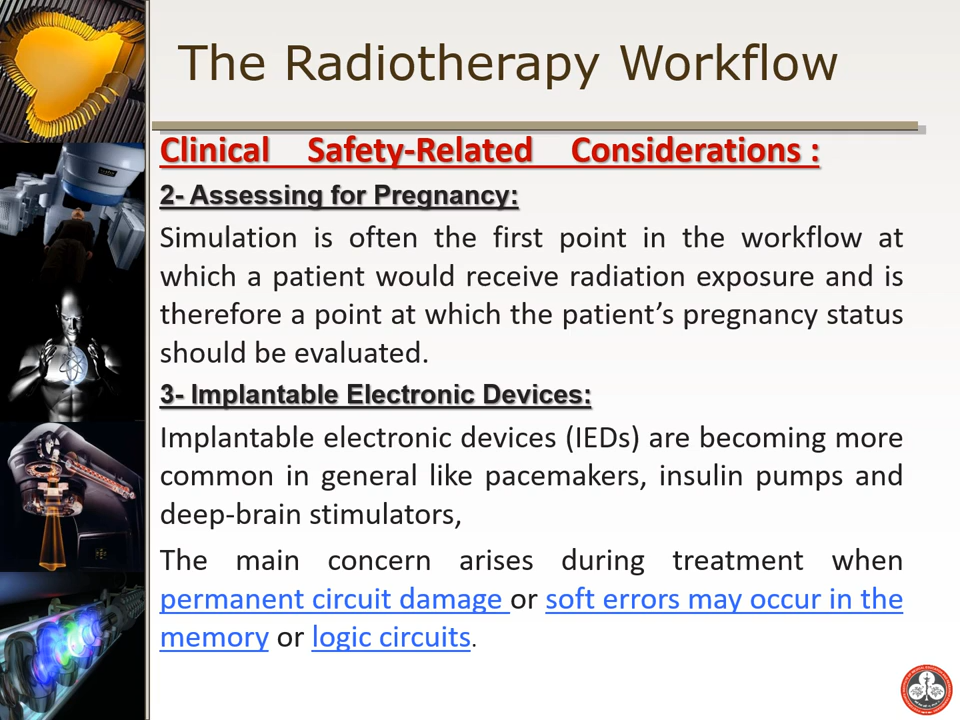 The Radiotherapy Workflow
Clinical Safety-Related Considerations :
2- Assessing for Pregnancy:
Simulation is often the first point in the workflow at
which a patient would receive radiation exposure and is
therefore a point at which the patient’s pregnancy status
should be evaluated.
3- Implantable Electronic Devices:
Implantable electronic devices (IEDs) are becoming more
common in general like pacemakers, insulin pumps and
deep-brain stimulators,
The main concern arises during treatment when
permanent circuit damage or soft errors may occur in the
memory or logic circuits.